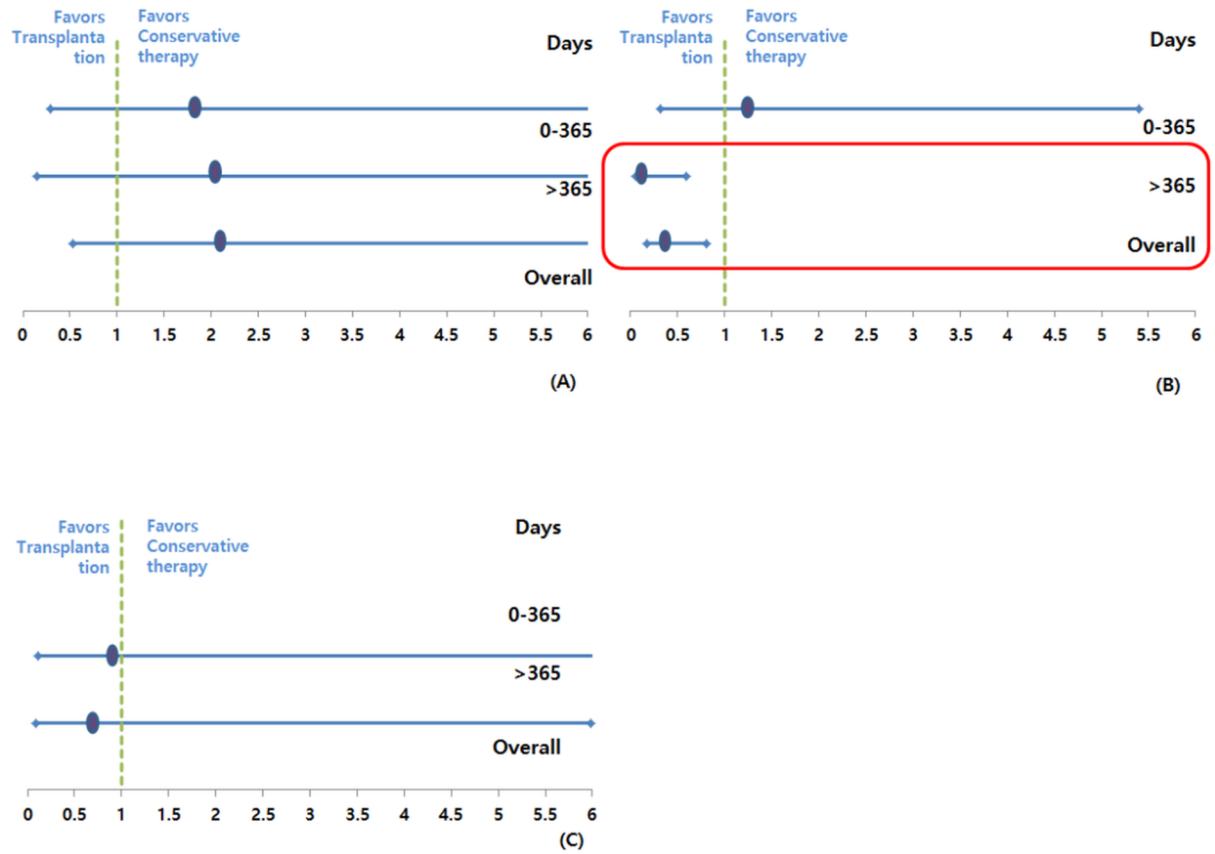 Favors
Transplanta
tion
Favors
Conservative
therapy
Days
0-365
>365
Overall
0 0.5 1 1.5 2 2.5 3 3.5 4 4.5 5 5.5 6
(A)
Favors
Transplanta
tion
Favors
Conservative
therapy
Days
0-365
>365
Overall
0 0.5 1 1.5 2 2.5 3 3.5 4 4.5 5 5.5 6
(B)
Favors
Transplanta
tion
Favors
Conservative
therapy
Days
0-365
>365
Overall
0 0.5 1 1.5 2 2.5 3 3.5 4 4.5 5 5.5 6
(C)